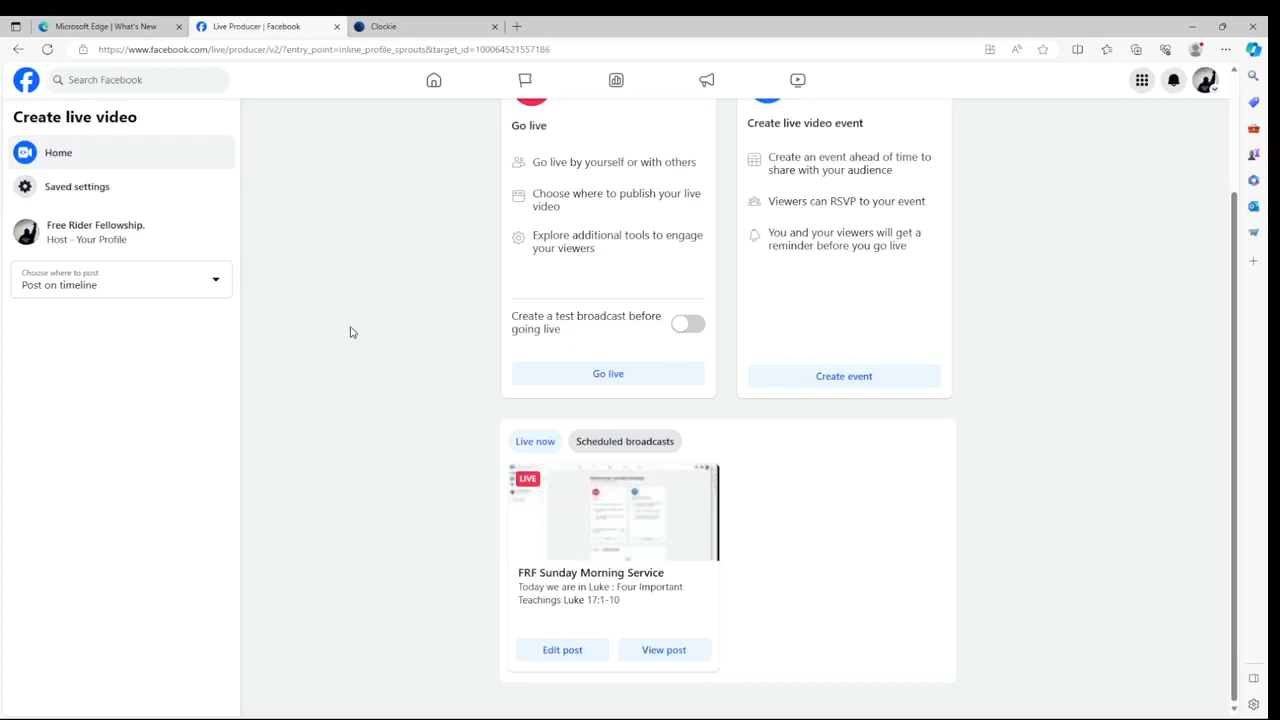 Microsoft Edge | What's New
Live Producer | Facebook
Clockie
https://www.facebook.com/live/producer/v2/?entry_point=inline_profile_sprouts&target_id=100064521557186
Search Facebook
Create live video
Home
Saved settings
Free Rider Fellowship.
Host - Your Profile
Choose where to post
Post on timeline
Go live
Go live by yourself or with others
Choose where to publish your live
video
Explore additional tools to engage
your viewers
Create a test broadcast before
going live
Go live
Create live video event
Create an event ahead of time to
share with your audience
Viewers can RSVP to your event
You and your viewers will get a
reminder before you go live
Create event
Live now
Scheduled broadcasts
LIVE
FRF Sunday Morning Service
Today we are in Luke : Four Important
Teachings Luke 17:1-10
Edit post
View post